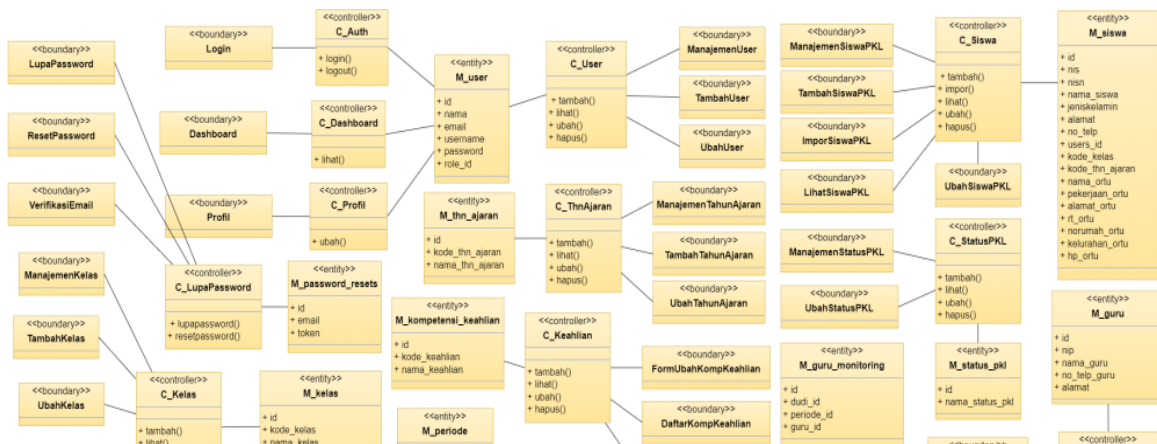 <<boundary>>
LupaPassword
<<boundary>>
ResetPassword
<<boundary>>
VerifikasiEmail
<<boundary>>
ManajemenKelas
<<boundary>>
TambahKelas
<<boundary>>
UbahKelas
<<boundary>>
Login
<<boundary>>
Dashboard
<<boundary>>
Profil
<<controller>>
C_LupaPassword
+ lupapassword()
+ resetpassword()
<<controller>>
C_Kelas
+ tambah()
+ lihat()
<<controller>>
C_Auth
+ login()
+ logout()
<<controller>>
C_Dashboard
+ lihat()
<<controller>>
C_Profil
+ ubah()
<<entity>>
M_password_resets
+ id
+ email
+ token
<<entity>>
M_kelas
+ id
+ kode_kelas
+ nama_kelas
<<entity>>
M_user
+ id
+ nama
+ email
+ username
+ password
+ role_id
<<entity>>
M_thn_ajaran
+ id
+ kode_thn_ajaran
+ nama_thn_ajaran
<<entity>>
M_kompetensi_keahlian
+ id
+ kode_keahlian
+ nama_keahlian
<<entity>>
M_periode
<<controller>>
C_User
+ tambah()
+ lihat()
+ ubah()
+ hapus()
<<controller>>
C_ThnAjaran
+ tambah()
+ lihat()
+ ubah()
+ hapus()
<<controller>>
C_Keahlian
+ tambah()
+ lihat()
+ ubah()
+ hapus()
<<boundary>>
ManajemenUser
<<boundary>>
TambahUser
<<boundary>>
UbahUser
<<boundary>>
ManajemenTahunAjaran
<<boundary>>
TambahTahunAjaran
<<boundary>>
UbahTahunAjaran
<<boundary>>
FormUbahKompKeahlian
<<boundary>>
DaftarKompKeahlian
<<boundary>>
ManajemenSiswaPKL
<<boundary>>
TambahSiswaPKL
<<boundary>>
ImporSiswaPKL
<<boundary>>
LihatSiswaPKL
<<boundary>>
ManajemenStatusPKL
<<boundary>>
UbahStatusPKL
<<entity>>
M_guru_monitoring
+ id
+ dudi_id
+ periode_id
+ guru_id
<<controller>>
C_Siswa
+ tambah()
+ impor()
+ lihat()
+ ubah()
+ hapus()
<<boundary>>
UbahSiswaPKL
<<controller>>
C_StatusPKL
+ tambah()
+ lihat()
+ ubah()
+ hapus()
<<entity>>
M_status_pkl
+ id
+ nama_status_pkl
<<boundary>>
<<entity>>
M_siswa
+ id
+ nis
+ nisn
+ nama_siswa
+ jeniskelamin
+ alamat
+ no_telp
+ users_id
+ kode_kelas
+ kode_thn_ajaran
+ nama_ortu
+ pekerjaan_ortu
+ alamat_ortu
+ rt_ortu
+ norumah_ortu
+ kelurahan_ortu
+ hp_ortu
<<entity>>
M_guru
+ id
+ nip
+ nama_guru
+ no_telp_guru
+ alamat
<<controller>>